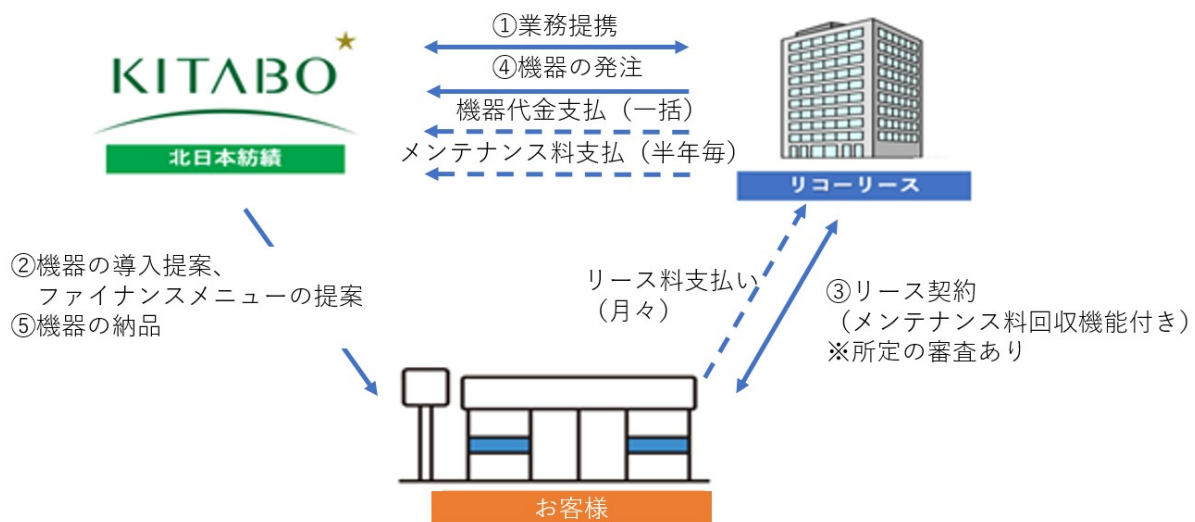 ①業務提携
KITABO
④機器の発注
機器代金支払（一括）
北日本紡績
メンテナンス料支払（半年毎）
リコーリース
②機器の導入提案、
ファイナンスメニューの提案
⑤機器の納品
リース料支払い
（月々）
③リース契約
（メンテナンス料回収機能付き）
※所定の審査あり
お客様